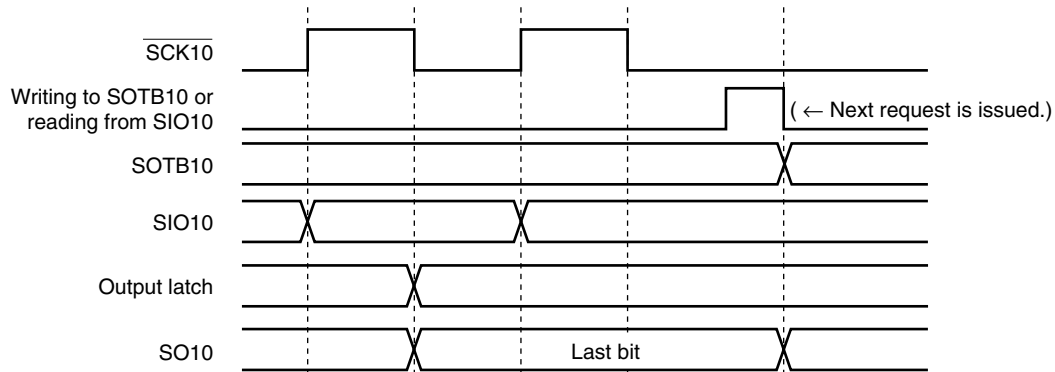 SCK10
Writing to SOTB10 or
reading from SIO10
( ← Next request is issued.)
SOTB10
SIO10
Output latch
SO10
Last bit